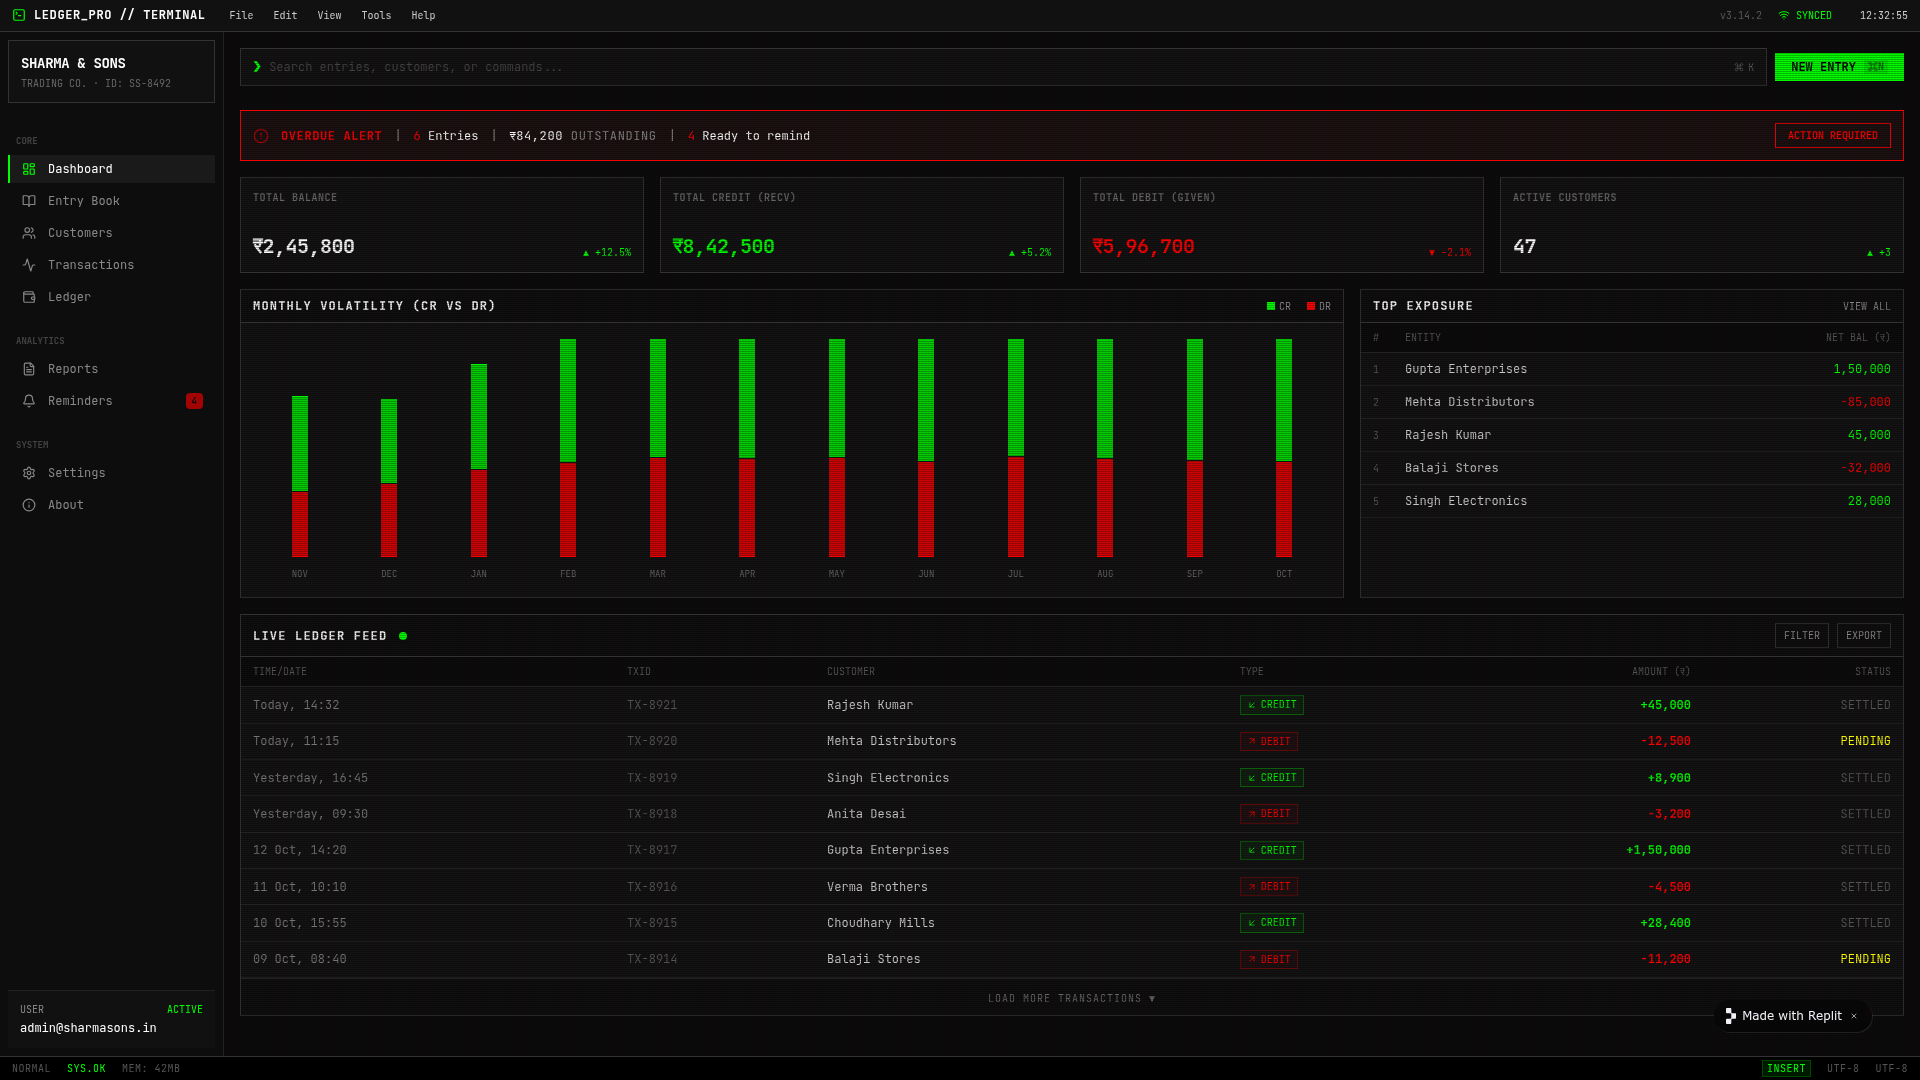 LEDGER_PRO // TERMINAL File Edit View Tools Help v3.14.2 SYNCED 12:32:55
SHARMA & SONS
TRADING CO. · ID: SS-8492
CORE
Dashboard
Entry Book
Customers
Transactions
Ledger
ANALYTICS
Reports
Reminders 4
SYSTEM
Settings
About
USER ACTIVE
admin@sharmasons.in
❯ Search entries, customers, or commands... ⌘ K
NEW ENTRY ⌘N
OVERDUE ALERT | 6 Entries | ₹84,200 OUTSTANDING | 4 Ready to remind ACTION REQUIRED
TOTAL BALANCE
₹2,45,800 ▲ +12.5%
TOTAL CREDIT (RECV)
₹8,42,500 ▲ +5.2%
TOTAL DEBIT (GIVEN)
₹5,96,700 ▼ -2.1%
ACTIVE CUSTOMERS
47 ▲ +3
MONTHLY VOLATILITY (CR VS DR) CR DR
NOV DEC JAN FEB MAR APR MAY JUN JUL AUG SEP OCT
TOP EXPOSURE VIEW ALL
# ENTITY NET BAL (₹)
1 Gupta Enterprises 1,50,000
2 Mehta Distributors -85,000
3 Rajesh Kumar 45,000
4 Balaji Stores -32,000
5 Singh Electronics 28,000
LIVE LEDGER FEED FILTER EXPORT
TIME/DATE TXID CUSTOMER TYPE AMOUNT (₹) STATUS
Today, 14:32 TX-8921 Rajesh Kumar CREDIT +45,000 SETTLED
Today, 11:15 TX-8920 Mehta Distributors DEBIT -12,500 PENDING
Yesterday, 16:45 TX-8919 Singh Electronics CREDIT +8,900 SETTLED
Yesterday, 09:30 TX-8918 Anita Desai DEBIT -3,200 SETTLED
12 Oct, 14:20 TX-8917 Gupta Enterprises CREDIT +1,50,000 SETTLED
11 Oct, 10:10 TX-8916 Verma Brothers DEBIT -4,500 SETTLED
10 Oct, 15:55 TX-8915 Choudhary Mills CREDIT +28,400 SETTLED
09 Oct, 08:40 TX-8914 Balaji Stores DEBIT -11,200 PENDING
LOAD MORE TRANSACTIONS ▼
Made with Replit ×
NORMAL SYS.OK MEM: 42MB INSERT UTF-8 UTF-8